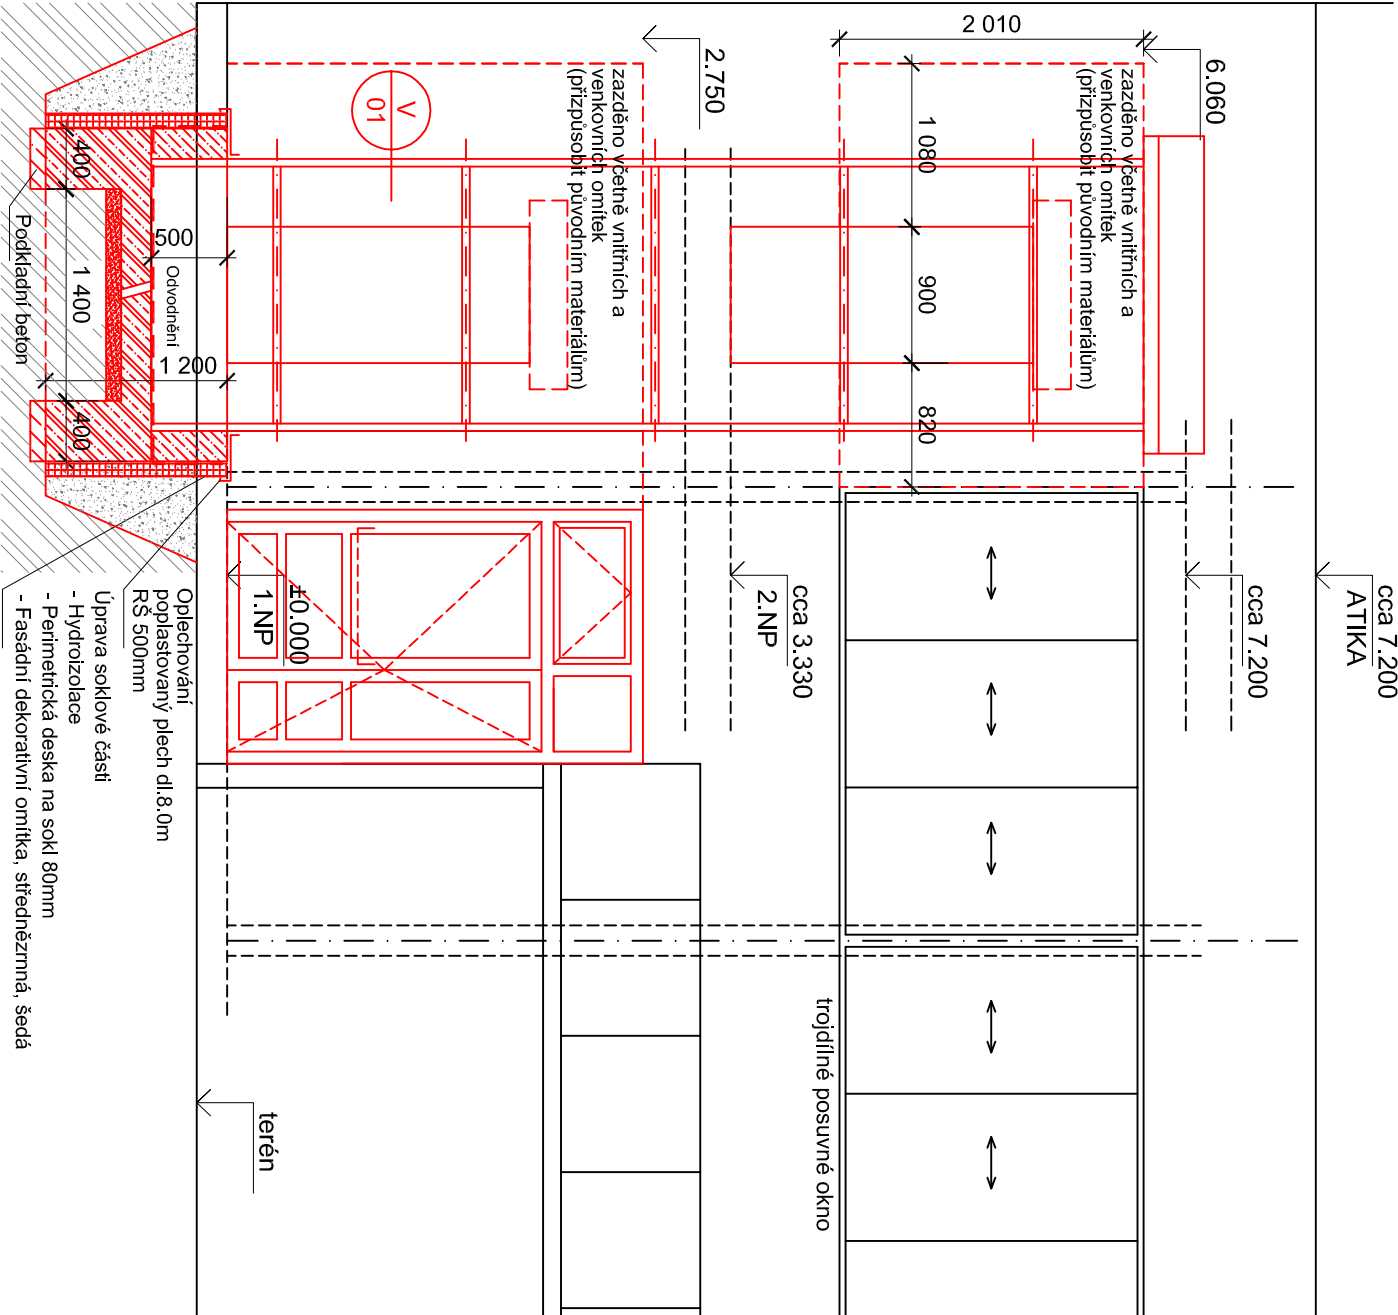 cca 7.200
ATIKA
cca 7.200
6.060
zazděno včetně vnitřních a
venkovních omítek
(přizpůsobit původním materiálům)
2 010
1 080
900
820
cca 3.330
2.NP
trojdílné posuvné okno
2.750
zazděno včetně vnitřních a
venkovních omítek
(přizpůsobit původním materiálům)
V
01
±0.000
1.NP
terén
500
Odvodnění
1 200
400
1 400
400
Podkladní beton
Oplechování
poplastovaný plech dl.8.0m
RŠ 500mm
Úprava soklové části
- Hydroizolace
- Perimetrická deska na sokl 80mm
- Fasádní dekorativní omítka, střednězrnná, šedá